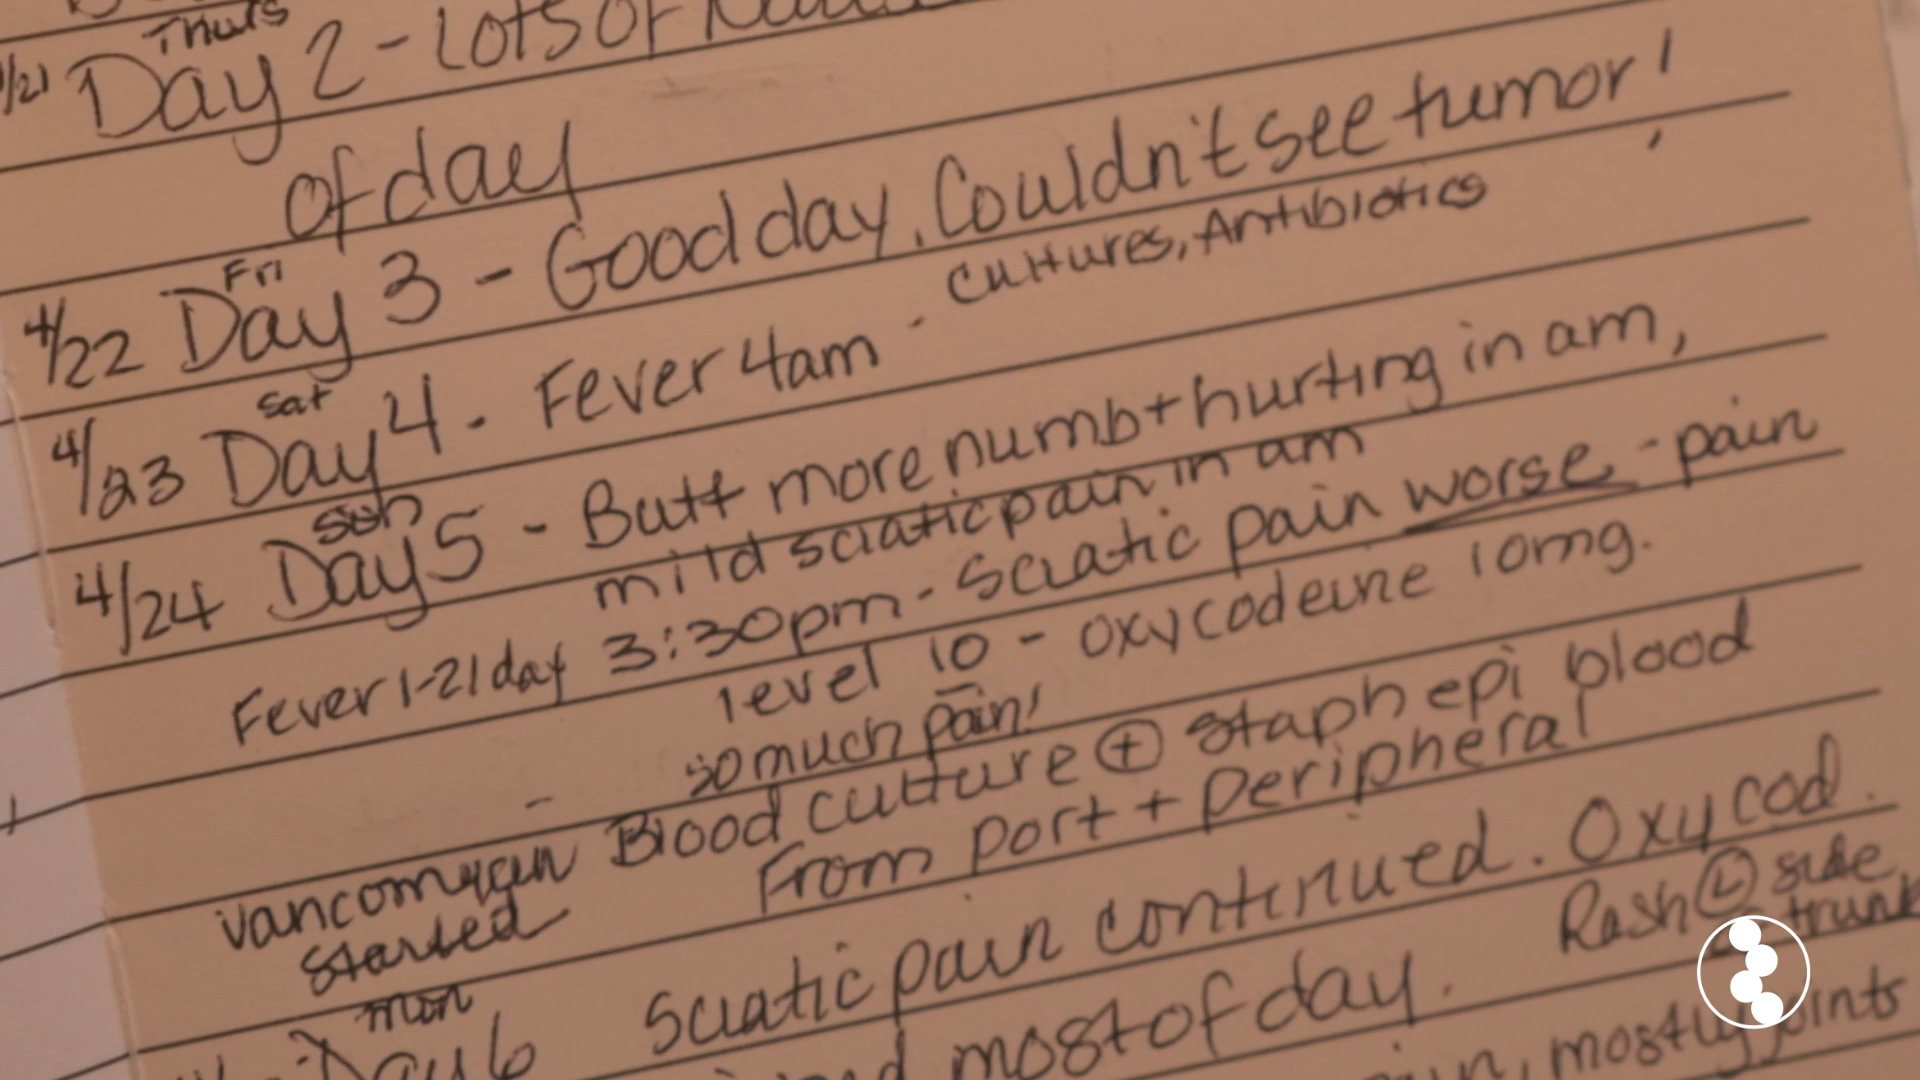 Thurs
Day 2 - Lots of
of day
Fri
4/22 Day 3 - Good day. Couldn't see tumor!
Sat
4/23 Day 4 - Fever 4am - Cultures, Antibiotics
Sun
4/24 Day 5 - Butt more numb + hurting in am,
mild sciatic pain in am
Fever 1-21 day 3:30pm - Sciatic pain worse - pain
level 10 - oxycodeine 10mg.
so much pain!
- Blood culture + staph epi blood
vancomycin
started
From port + peripheral
Mon
Day 6 Sciatic pain continued. Oxycod.
most of day. Rash L side
trunk
mostly joints